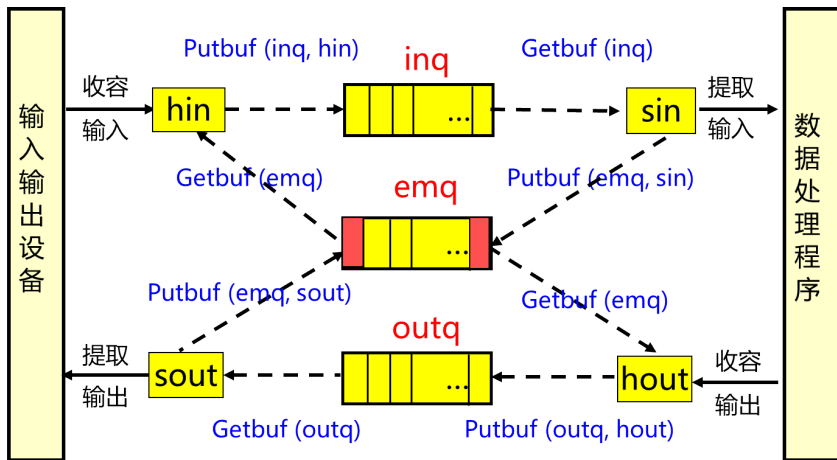 Putbuf (inq, hin)
inq
Getbuf (inq)
收容
hin
...
sin
提取
输入
输入
输入输出设备
数据处理程序
Getbuf (emq)
emq
Putbuf (emq, sin)
...
Putbuf (emq, sout)
Getbuf (emq)
outq
提取
sout
...
hout
收容
输出
输出
Getbuf (outq)
Putbuf (outq, hout)